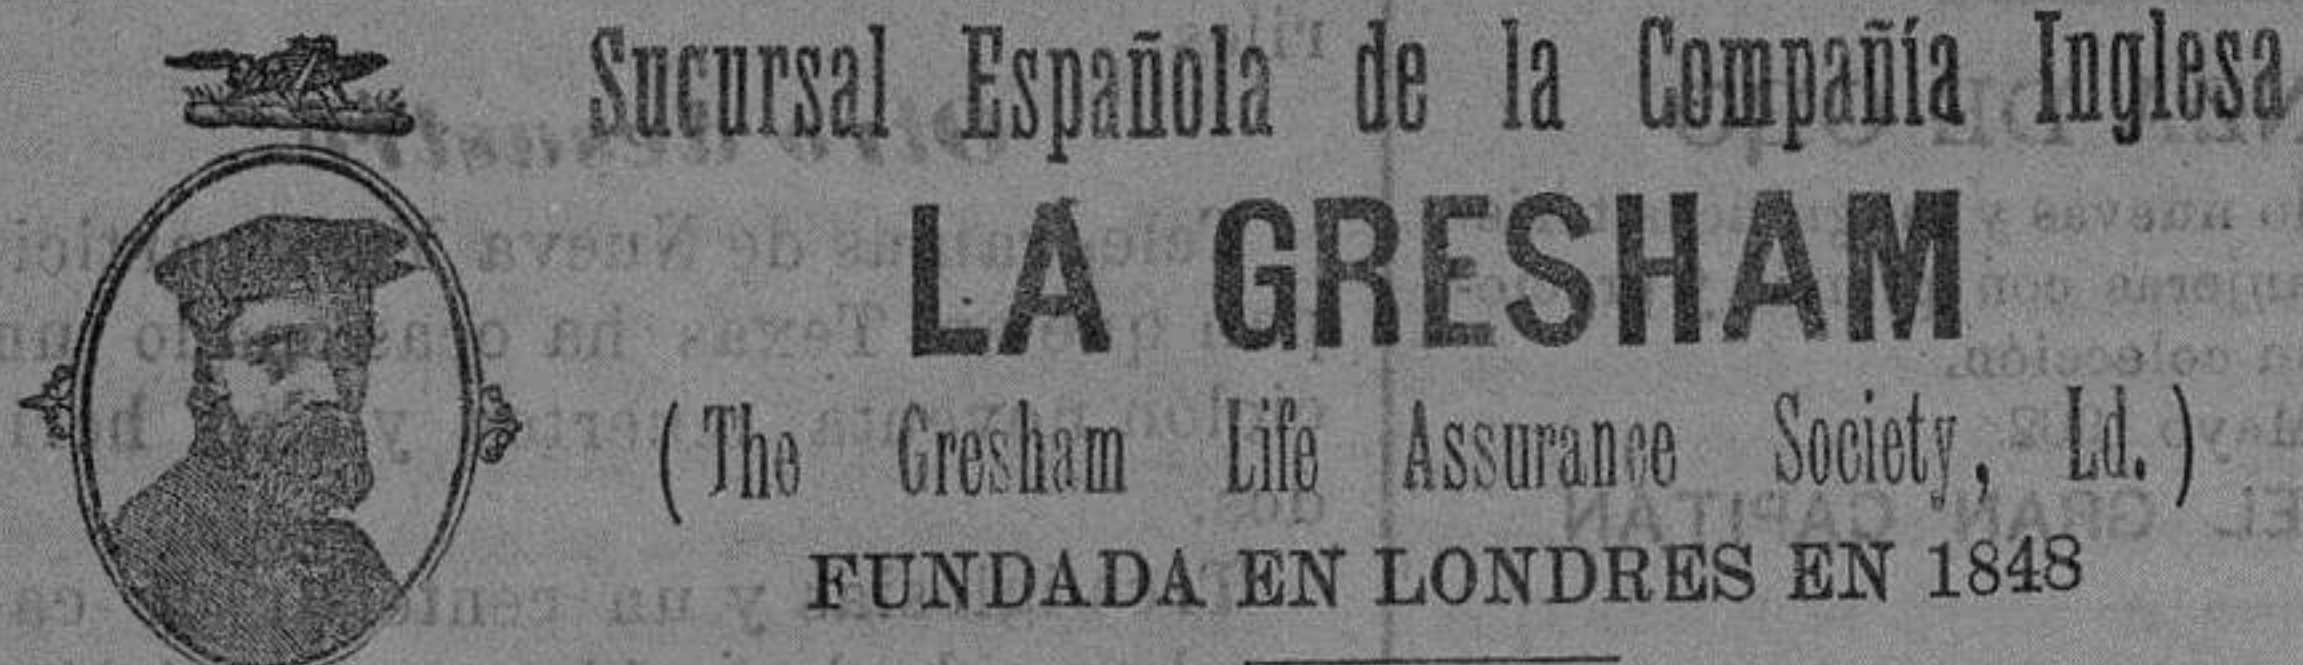 Sucursal Española de la Compañía Inglesa
LA GRESHAM
(The Gresham Life Assurance Society, Ld.)
FUNDADA EN LONDRES EN 1848